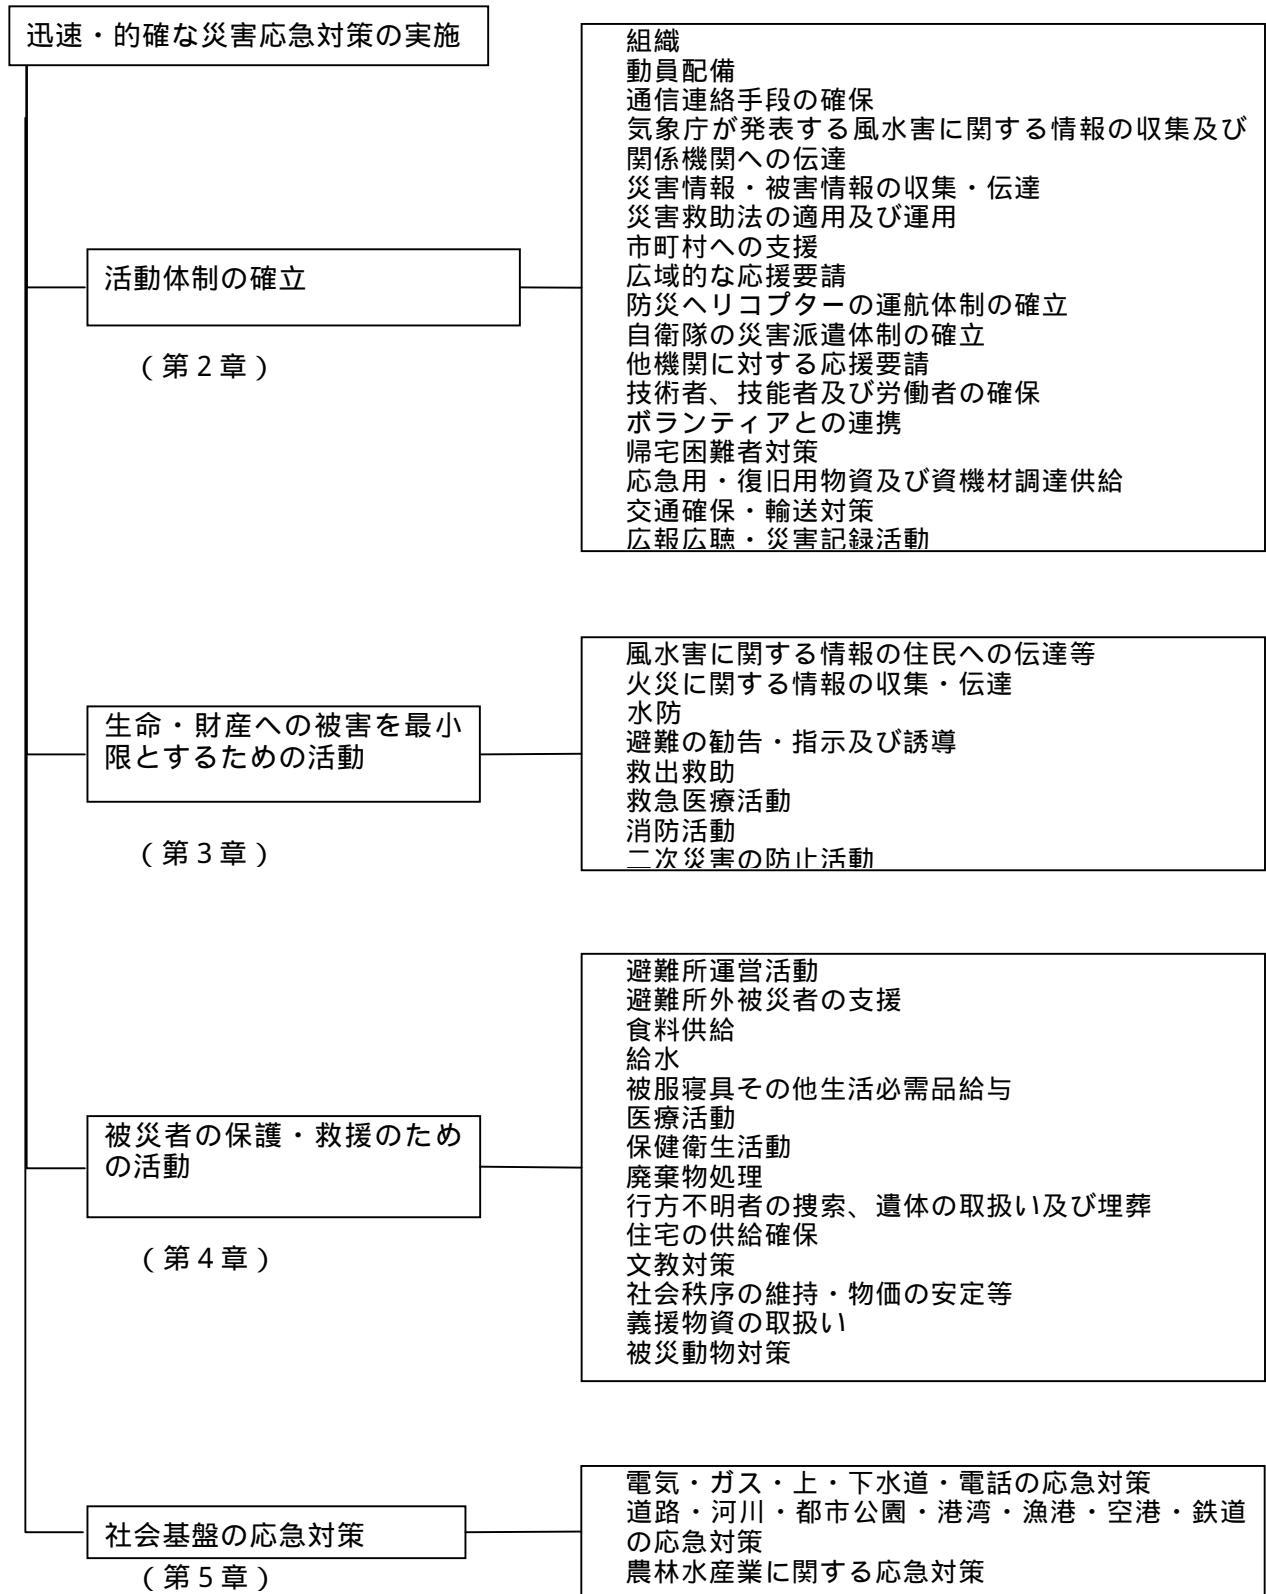 迅速・的確な災害応急対策の実施
活動体制の確立
(第2章)
組織
動員配備
通信連絡手段の確保
気象庁が発表する風水害に関する情報の収集及び
関係機関への伝達
災害情報・被害情報の収集・伝達
災害救助法の適用及び運用
市町村への支援
広域的な応援要請
防災ヘリコプターの運航体制の確立
自衛隊の災害派遣体制の確立
他機関に対する応援要請
技術者、技能者及び労働者の確保
ボランティアとの連携
帰宅困難者対策
応急用・復旧用物資及び資機材調達供給
交通確保・輸送対策
広報広聴・災害記録活動
生命・財産への被害を最小
限とするための活動
(第3章)
風水害に関する情報の住民への伝達等
火災に関する情報の収集・伝達
水防
避難の勧告・指示及び誘導
救出救助
救急医療活動
消防活動
二次災害の防止活動
被災者の保護・救援のため
の活動
(第4章)
避難所運営活動
避難所外被災者の支援
食料供給
給水
被服寝具その他生活必需品給与
医療活動
保健衛生活動
廃棄物処理
行方不明者の捜索、遺体の取扱い及び埋葬
住宅の供給確保
文教対策
社会秩序の維持・物価の安定等
義援物資の取扱い
被災動物対策
社会基盤の応急対策
(第5章)
電気・ガス・上・下水道・電話の応急対策
道路・河川・都市公園・港湾・漁港・空港・鉄道
の応急対策
農林水産業に関する応急対策